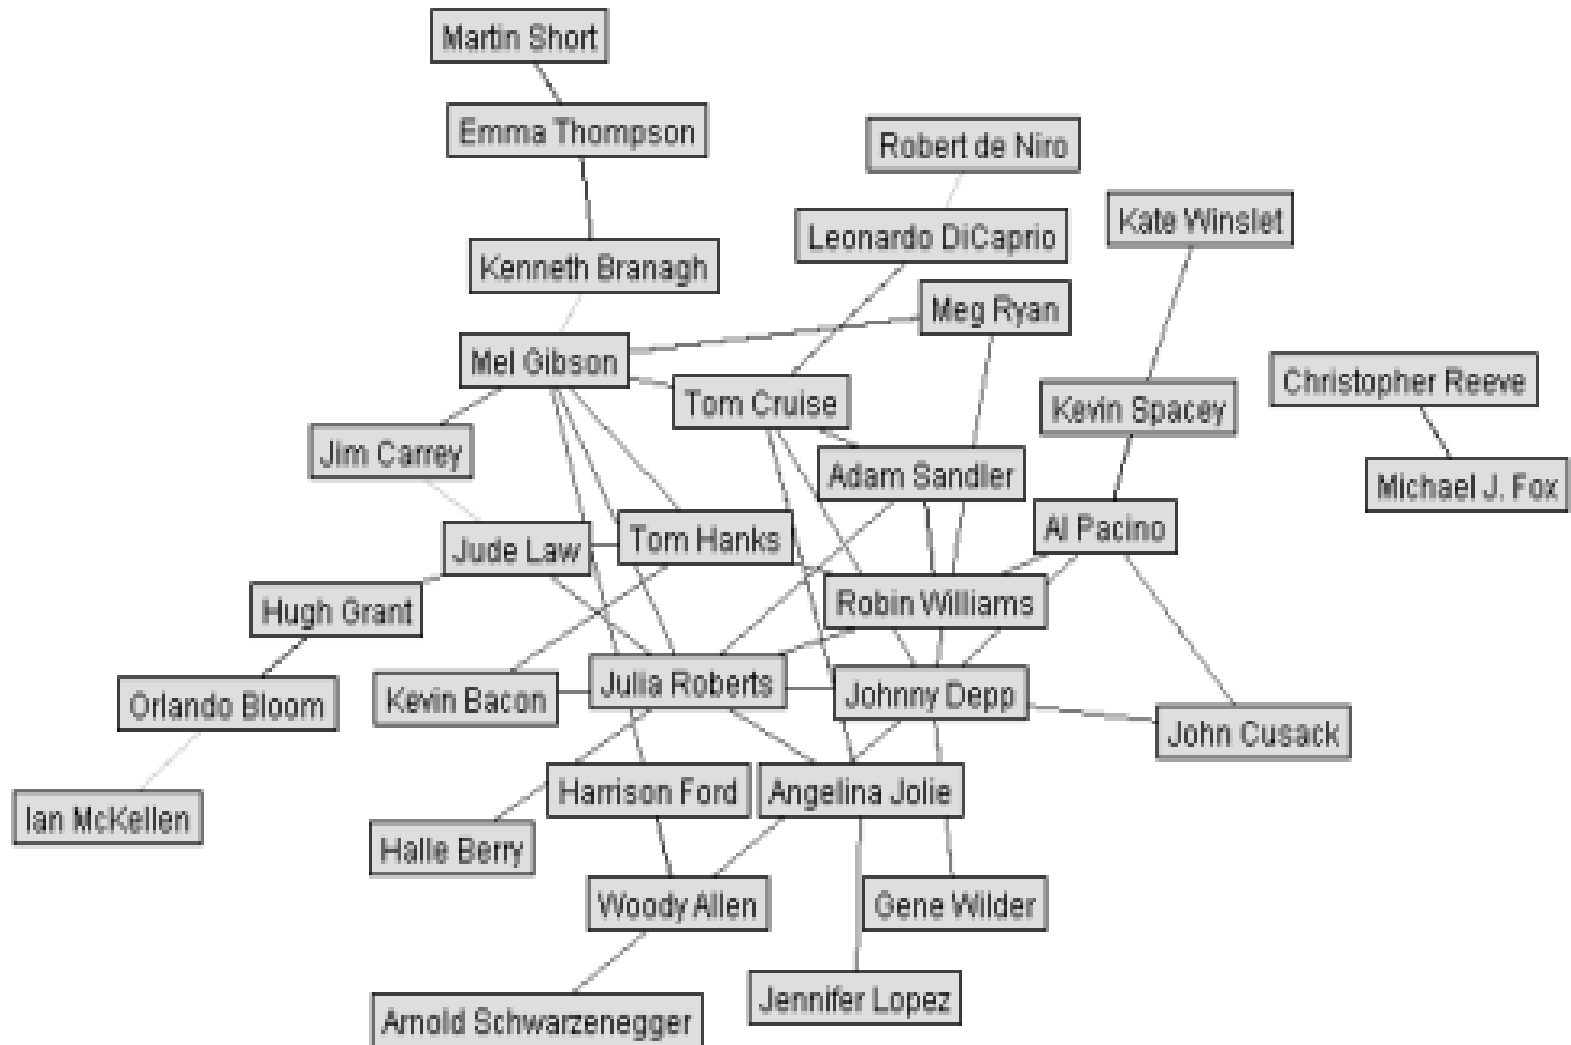 Martin Short
Emma Thompson
Robert de Niro
Kate Winslet
Leonardo DiCaprio
Kenneth Branagh
Meg Ryan
Mel Gibson
Christopher Reeve
Tom Cruise
Kevin Spacey
Jim Carrey
Adam Sandler
Michael J. Fox
Al Pacino
Tom Hanks
Jude Law
Robin Williams
Hugh Grant
Julia Roberts
Kevin Bacon
Johnny Depp
Orlando Bloom
John Cusack
Harrison Ford
Angelina Jolie
Ian McKellen
Halle Berry
Woody Allen
Gene Wilder
Jennifer Lopez
Arnold Schwarzenegger